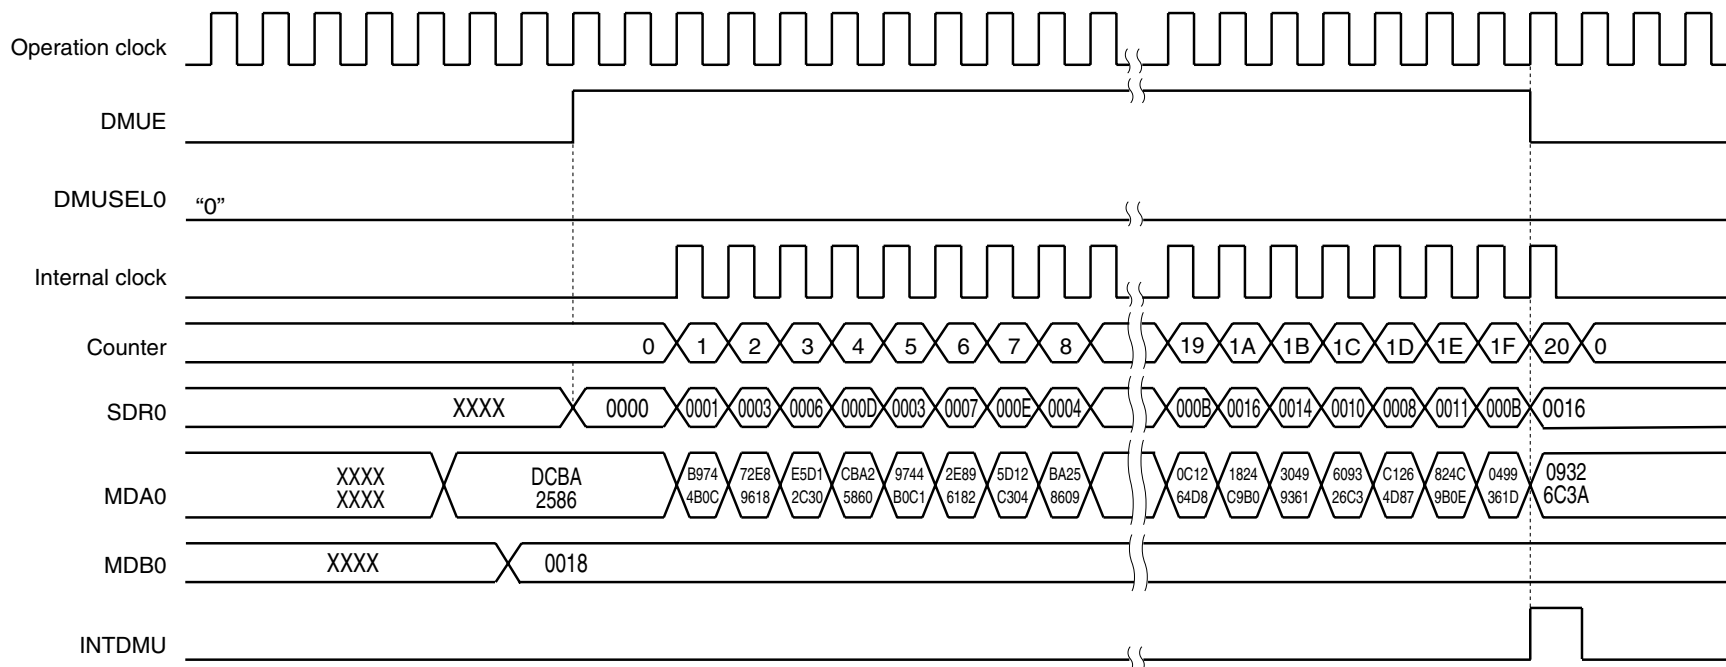 Operation clock
DMUE
DMUSEL0 “0”
Internal clock
Counter 0 1 2 3 4 5 6 7 8 19 1A 1B 1C 1D 1E 1F 20 0
SDR0 XXXX 0000 0001 0003 0006 000D 0003 0007 000E 0004 000B 0016 0014 0010 0008 0011 000B 0016
XXXX DCBA B974 72E8 E5D1 CBA2 9744 2E89 5D12 BA25 0C12 1824 3049 6093 C126 824C 0499 0932
MDA0 XXXX 2586 4B0C 9618 2C30 5860 B0C1 6182 C304 8609 64D8 C9B0 9361 26C3 4D87 9B0E 361D 6C3A
MDB0 XXXX 0018
INTDMU